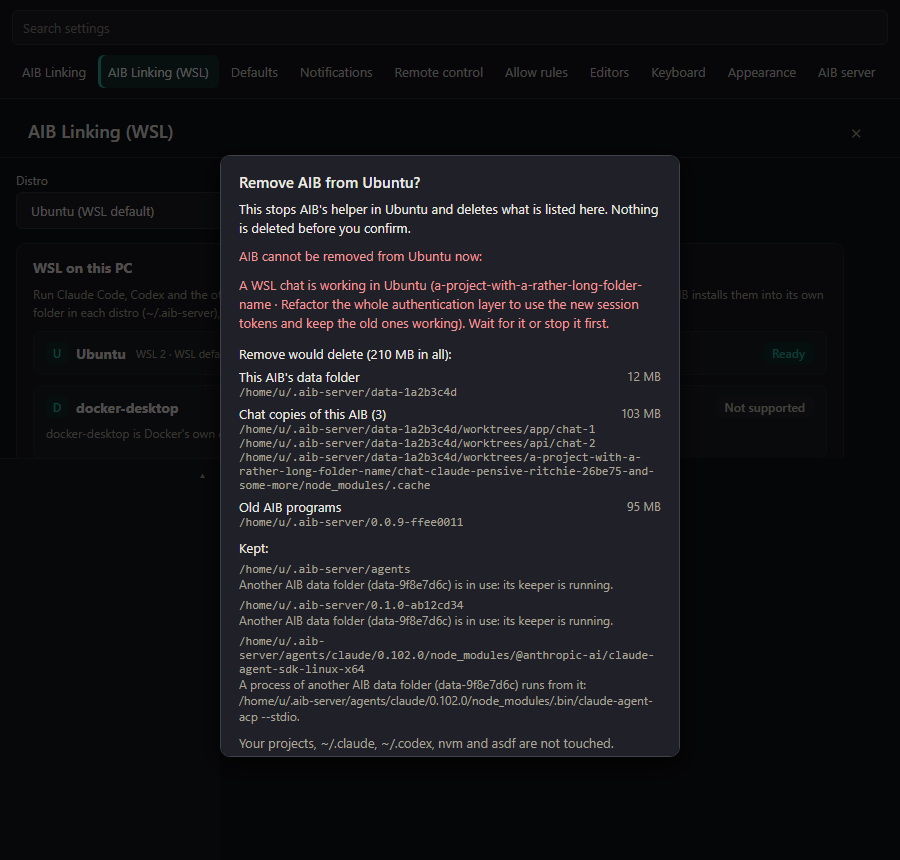 Search settings
AIB Linking AIB Linking (WSL) Defaults Notifications Remote control Allow rules Editors Keyboard Appearance AIB server
AIB Linking (WSL) ×
Distro
Ubuntu (WSL default)
WSL on this PC
Run Claude Code, Codex and the IB installs them into its own
folder in each distro (~/.aib-server),
U Ubuntu WSL 2 · WSL defa Ready
D docker-desktop Not supported
docker-desktop is Docker's own
Remove AIB from Ubuntu?
This stops AIB's helper in Ubuntu and deletes what is listed here. Nothing
is deleted before you confirm.
AIB cannot be removed from Ubuntu now:
A WSL chat is working in Ubuntu (a-project-with-a-rather-long-folder-
name · Refactor the whole authentication layer to use the new session
tokens and keep the old ones working). Wait for it or stop it first.
Remove would delete (210 MB in all):
This AIB's data folder 12 MB
/home/u/.aib-server/data-1a2b3c4d
Chat copies of this AIB (3) 103 MB
/home/u/.aib-server/data-1a2b3c4d/worktrees/app/chat-1
/home/u/.aib-server/data-1a2b3c4d/worktrees/api/chat-2
/home/u/.aib-server/data-1a2b3c4d/worktrees/a-project-with-a-
rather-long-folder-name/chat-claude-pensive-ritchie-26be75-and-
some-more/node_modules/.cache
Old AIB programs 95 MB
/home/u/.aib-server/0.0.9-ffee0011
Kept:
/home/u/.aib-server/agents
Another AIB data folder (data-9f8e7d6c) is in use: its keeper is running.
/home/u/.aib-server/0.1.0-ab12cd34
Another AIB data folder (data-9f8e7d6c) is in use: its keeper is running.
/home/u/.aib-
server/agents/claude/0.102.0/node_modules/@anthropic-ai/claude-
agent-sdk-linux-x64
A process of another AIB data folder (data-9f8e7d6c) runs from it:
/home/u/.aib-server/agents/claude/0.102.0/node_modules/.bin/claude-agent-
acp --stdio.
Your projects, ~/.claude, ~/.codex, nvm and asdf are not touched.